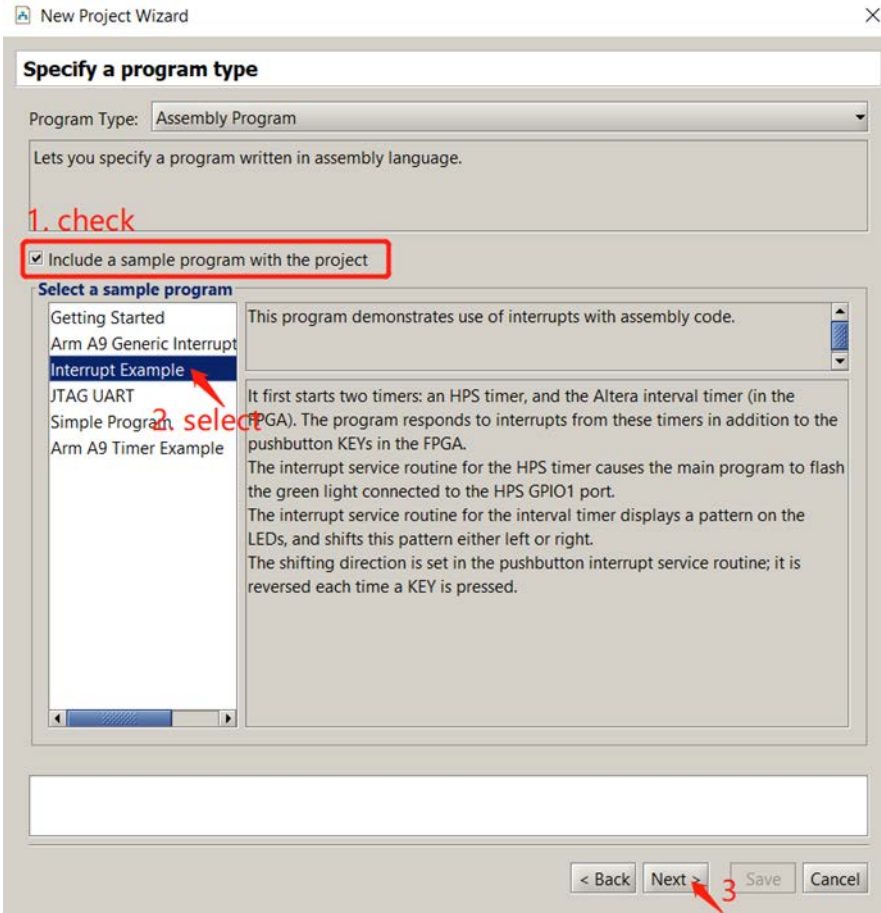 New Project Wizard
Specify a program type
Program Type: Assembly Program
Lets you specify a program written in assembly language.
1. check
Include a sample program with the project
Select a sample program
Getting Started
Arm A9 Generic Interrupt
Interrupt Example
JTAG UART
Simple Program
Arm A9 Timer Example
2. select
This program demonstrates use of interrupts with assembly code.
It first starts two timers: an HPS timer, and the Altera interval timer (in the
FPGA). The program responds to interrupts from these timers in addition to the
pushbutton KEYs in the FPGA.
The interrupt service routine for the HPS timer causes the main program to flash
the green light connected to the HPS GPIO1 port.
The interrupt service routine for the interval timer displays a pattern on the
LEDs, and shifts this pattern either left or right.
The shifting direction is set in the pushbutton interrupt service routine; it is
reversed each time a KEY is pressed.
< Back Next > 3 Save Cancel